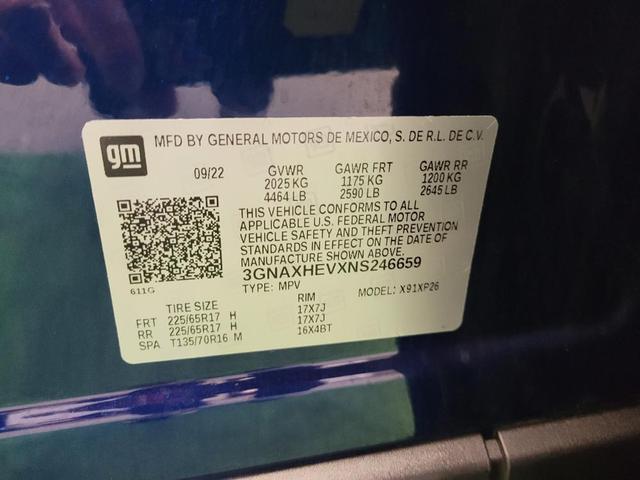 gm
MFD BY GENERAL MOTORS DE MEXICO, S. DE R.L. DE C.V.
09/22 GVWR GAWR FRT GAWR RR
2025 KG 1175 KG 1200 KG
4464 LB 2590 LB 2645 LB
THIS VEHICLE CONFORMS TO ALL
APPLICABLE U.S. FEDERAL MOTOR
VEHICLE SAFETY AND THEFT PREVENTION
STANDARDS IN EFFECT ON THE DATE OF
MANUFACTURE SHOWN ABOVE.
3GNAXHEVXNS246659
611G
TYPE: MPV MODEL: X91XP26
TIRE SIZE RIM
FRT 225/65R17 H 17X7J
RR 225/65R17 H 17X7J
SPA T135/70R16 M 16X4BT